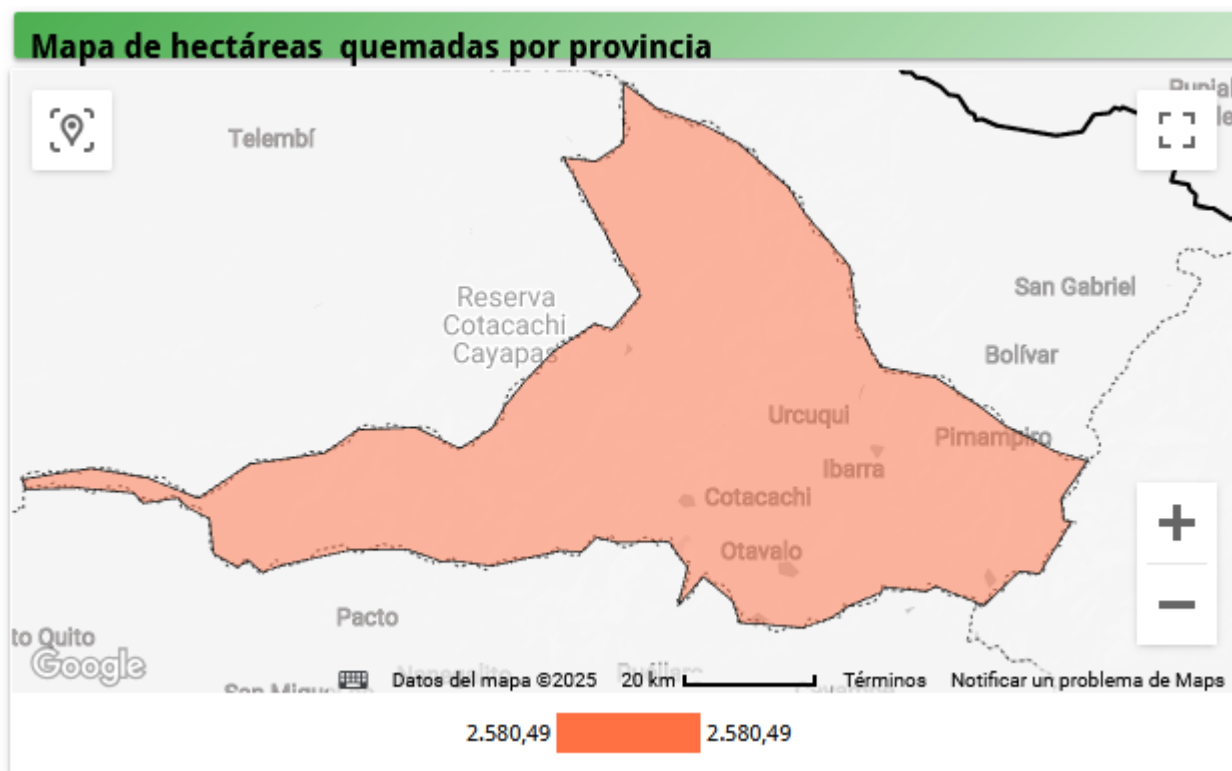 Mapa de hectáreas  quemadas por provincia
Telembí
San Gabriel
Reserva
Cotacachi
Cayapas
Bolívar
Urcuqui
Pimampiro
Ibarra
Cotacachi
Otavalo
Pacto
to Quito
Google
Datos del mapa ©2025
20 km
Términos
Notificar un problema de Maps
2.580,49
2.580,49